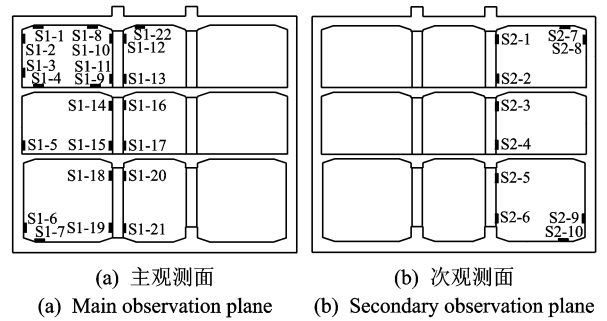 S1-1 S1-8 S1-22 S2-7
S1-2 S1-10 S1-12 S2-1 S2-8
S1-3 S1-11
S1-4 S1-9 S1-13 S2-2
S1-14 S1-16 S2-3
S1-5 S1-15 S1-17 S2-4
S1-18 S1-20 S2-5
S1-6 S2-6 S2-9
S1-7 S1-19 S1-21 S2-10
(a) 主观测面 (b) 次观测面
(a) Main observation plane (b) Secondary observation plane